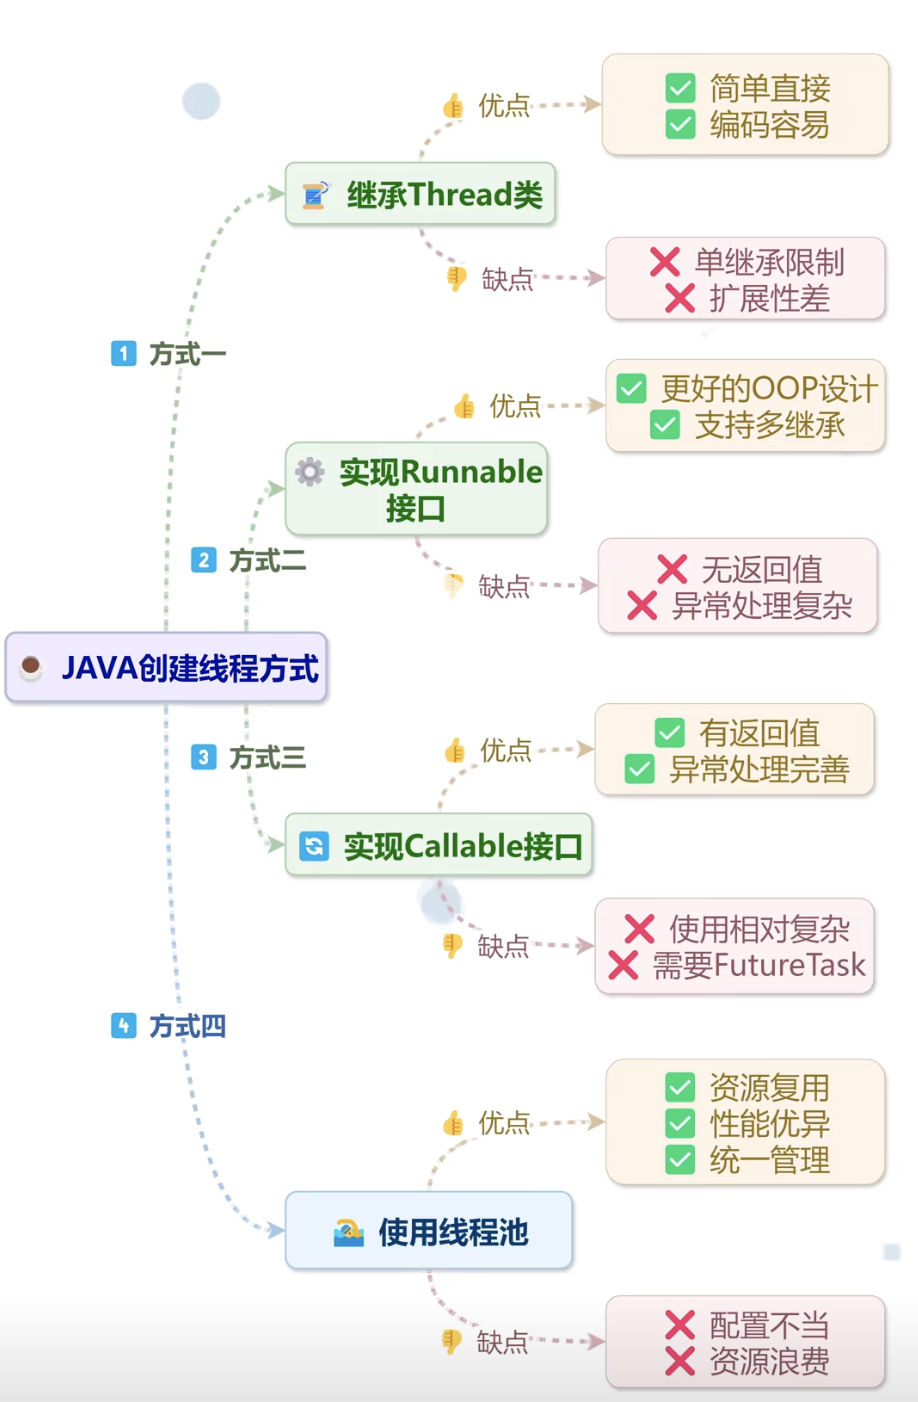 👍 优点
✅ 简单直接
✅ 编码容易
继承Thread类
👎 缺点
❌ 单继承限制
❌ 扩展性差
1 方式一
👍 优点
✅ 更好的OOP设计
✅ 支持多继承
实现Runnable
接口
2 方式二
👎 缺点
❌ 无返回值
❌ 异常处理复杂
JAVA创建线程方式
3 方式三
👍 优点
✅ 有返回值
✅ 异常处理完善
实现Callable接口
👎 缺点
❌ 使用相对复杂
❌ 需要FutureTask
4 方式四
👍 优点
✅ 资源复用
✅ 性能优异
✅ 统一管理
使用线程池
👎 缺点
❌ 配置不当
❌ 资源浪费